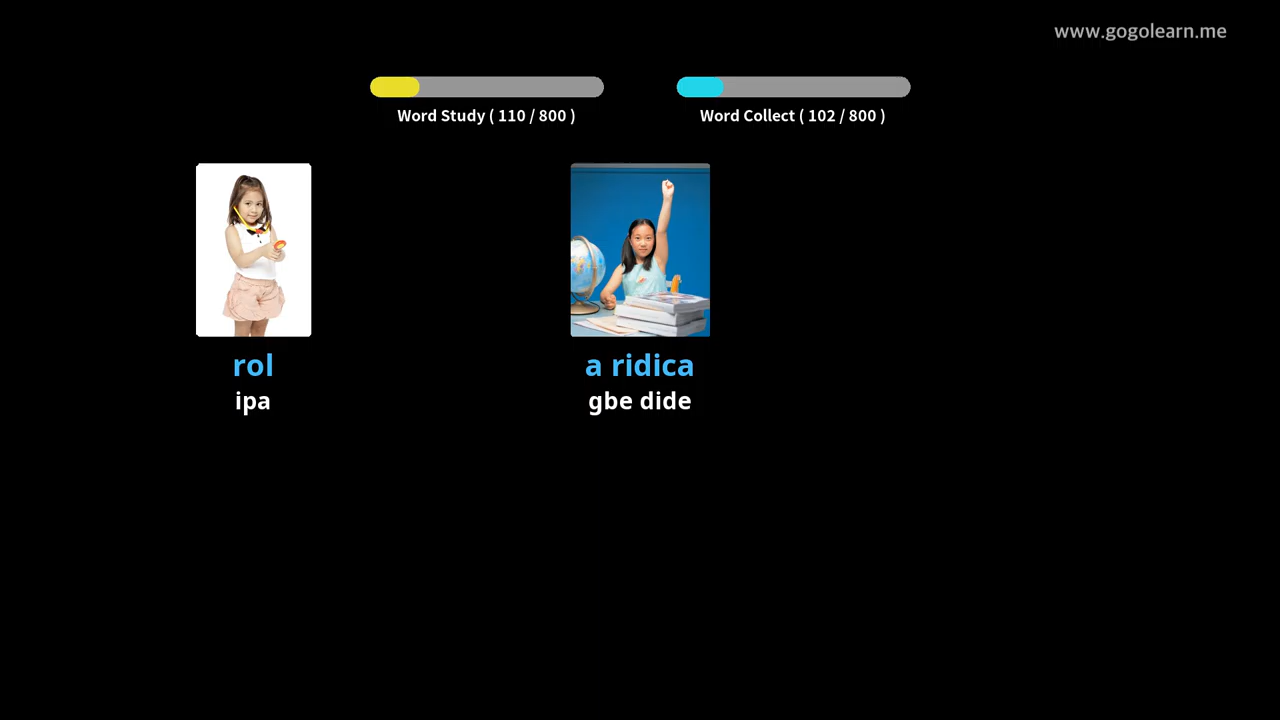 www.gogolearn.me
Word Study ( 110 / 800 )
Word Collect ( 102 / 800 )
rol
ipa
a ridica
gbe dide